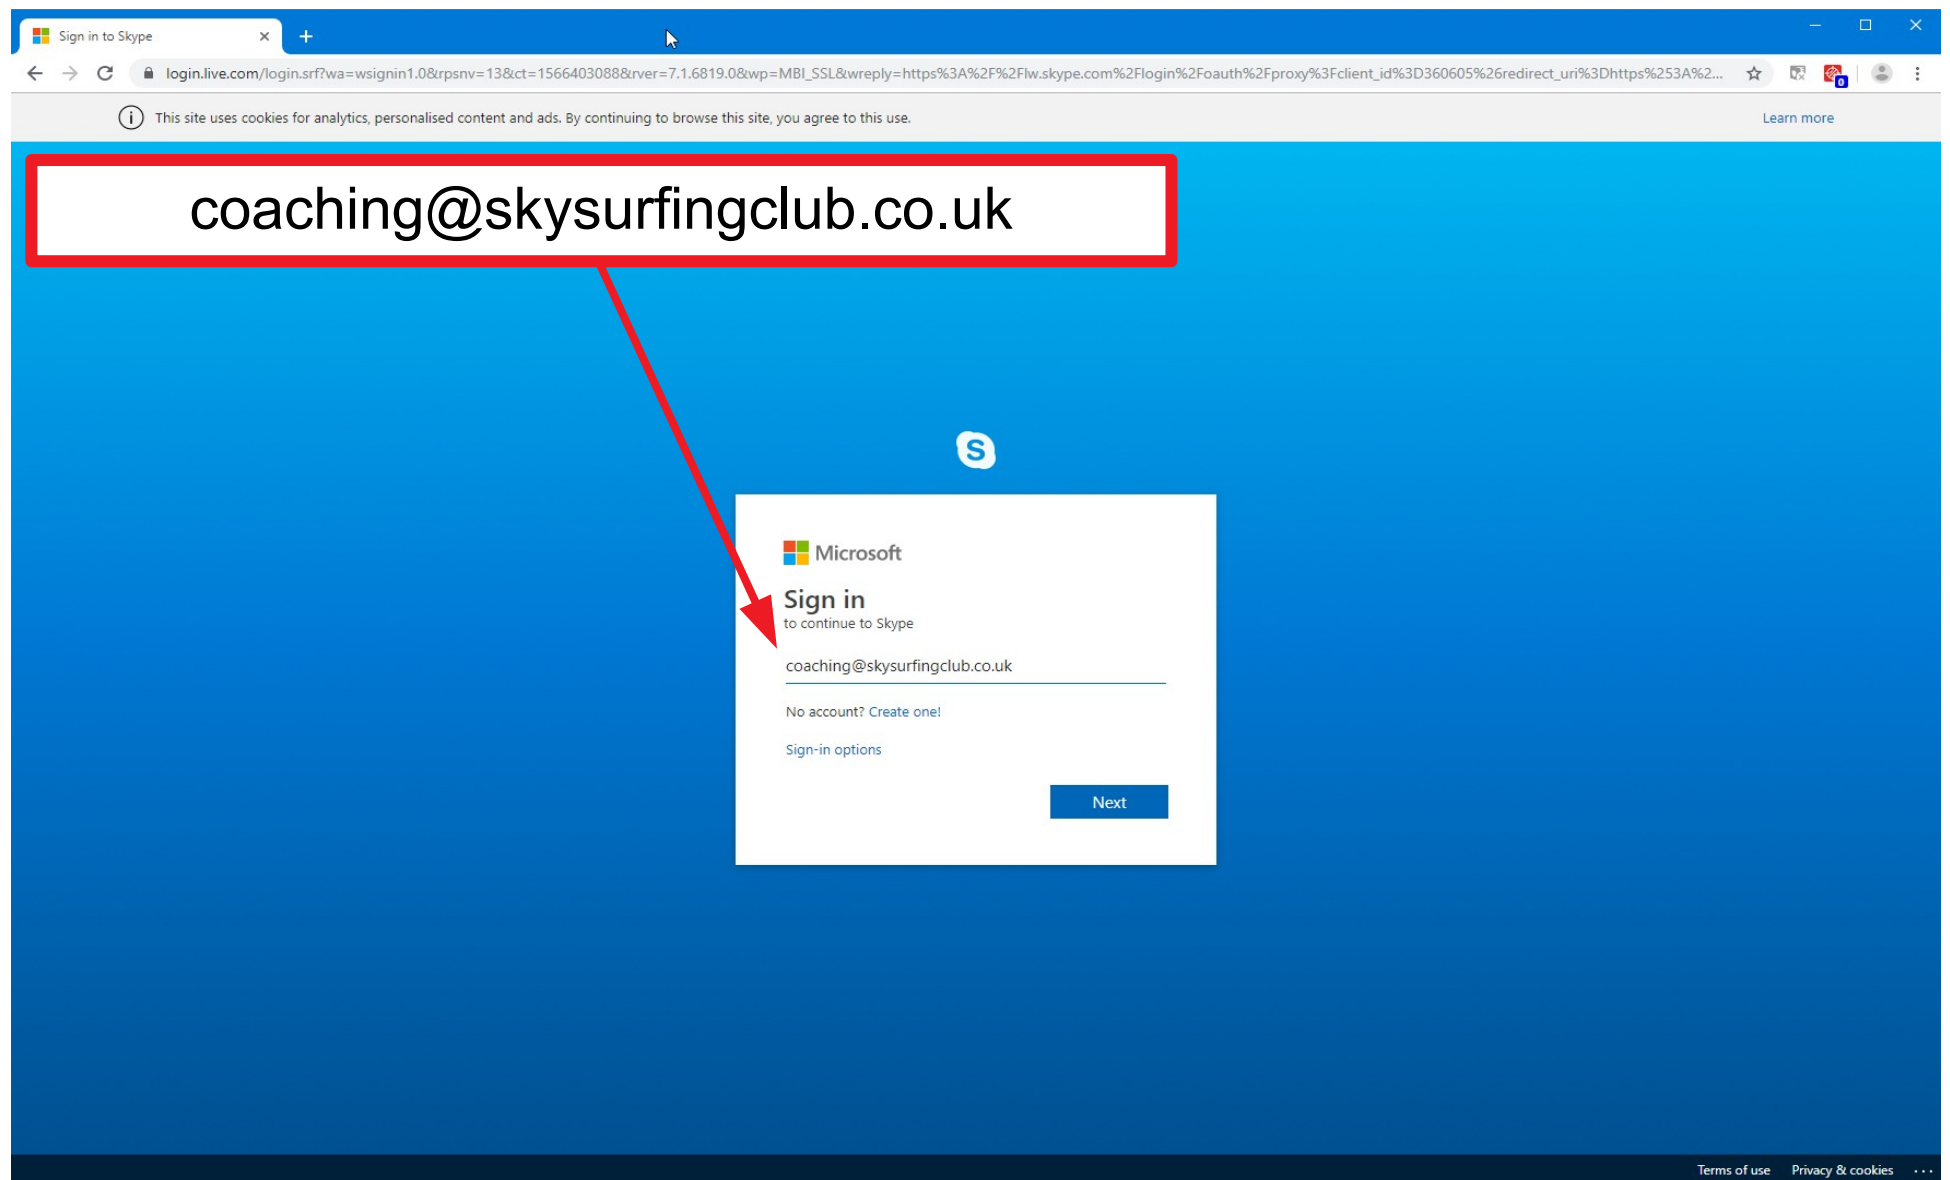 Sign in to Skype
login.live.com/login.srf?wa=wsignin1.0&rpsnv=13&ct=1566403088&rver=7.1.6819.0&wp=MBI_SSL&wreply=https%3A%2F%2Flw.skype.com%2Flogin%2Foauth%2Fproxy%3Fclient_id%3D360605%26redirect_uri%3Dhttps%253A%2...
0
This site uses cookies for analytics, personalised content and ads. By continuing to browse this site, you agree to this use.
Learn more
coaching@skysurfingclub.co.uk
S
Microsoft
Sign in
to continue to Skype
coaching@skysurfingclub.co.uk
No account? Create one!
Sign-in options
Next
Terms of use Privacy & cookies ...